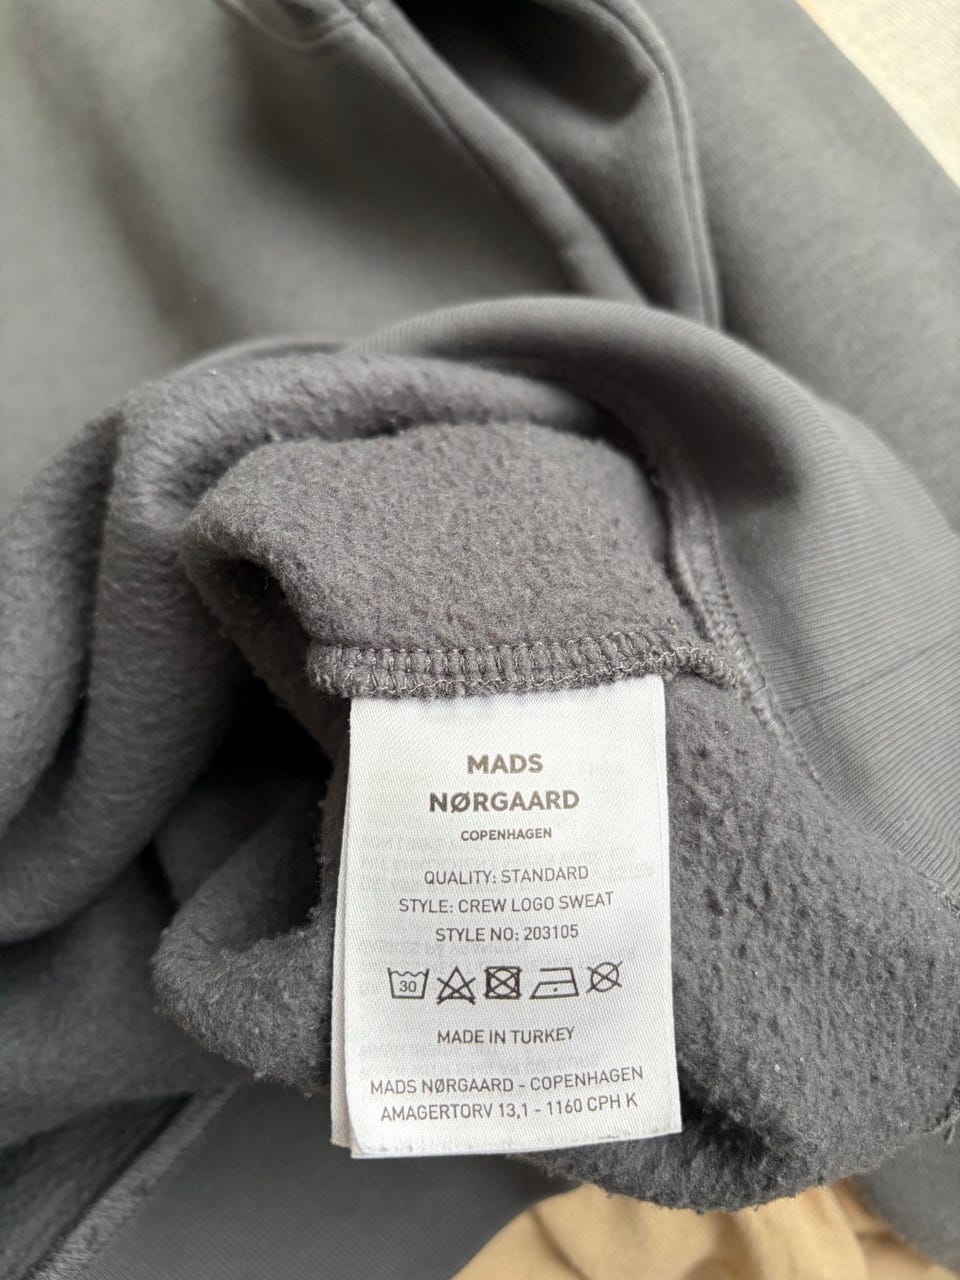 MADS
NØRGAARD
COPENHAGEN
QUALITY: STANDARD
STYLE: CREW LOGO SWEAT
STYLE NO: 203105
30
MADE IN TURKEY
MADS NØRGAARD - COPENHAGEN
AMAGERTORV 13,1 - 1160 CPH K